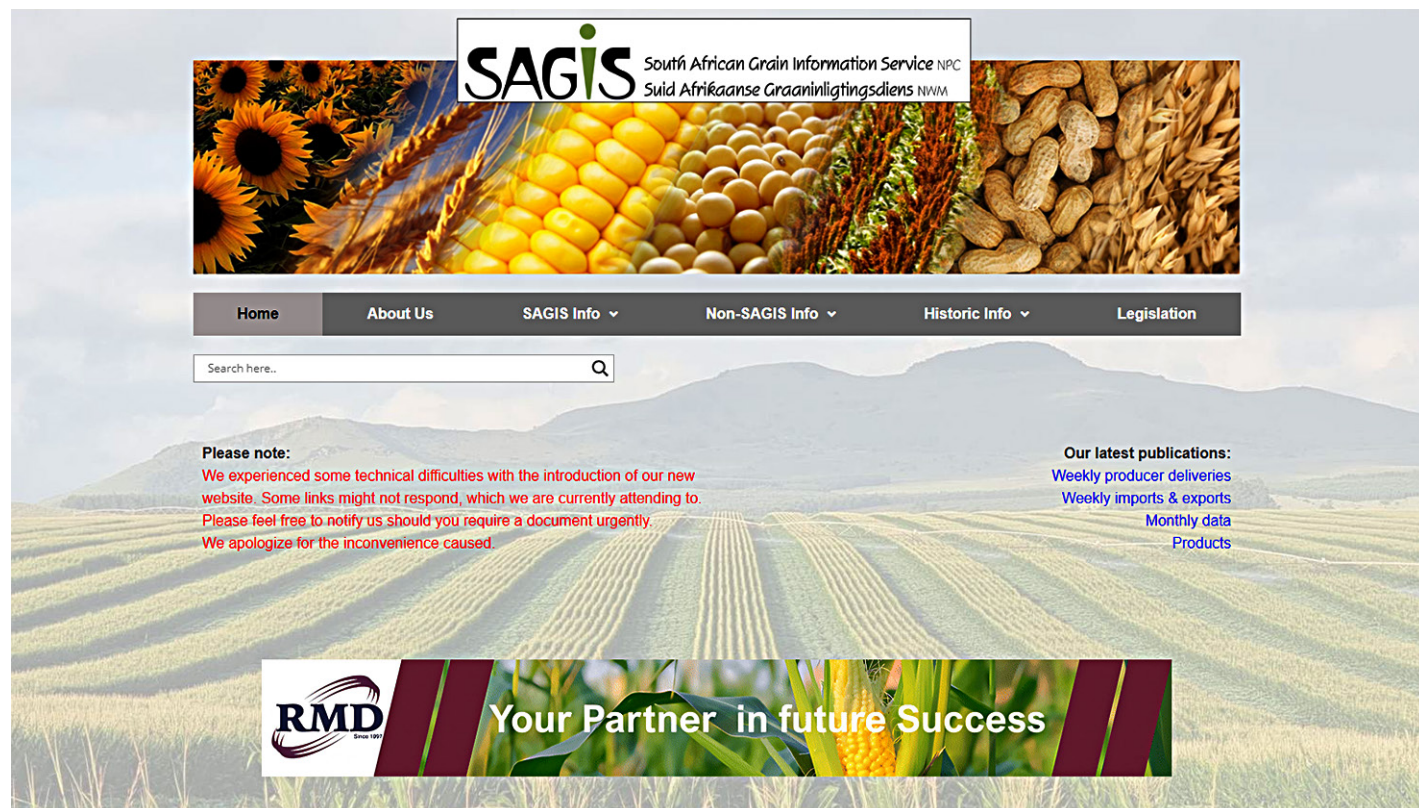 SAGIS
South African Grain Information Service NPC
Suid Afrikaanse Graaninligtingsdiens NWM
Home
About Us
SAGIS Info
Non-SAGIS Info
Historic Info
Legislation
Search here..
Please note:
We experienced some technical difficulties with the introduction of our new
website. Some links might not respond, which we are currently attending to.
Please feel free to notify us should you require a document urgently.
We apologize for the inconvenience caused.
Our latest publications:
Weekly producer deliveries
Weekly imports & exports
Monthly data
Products
RMD
Since 1997
Your Partner in future Success